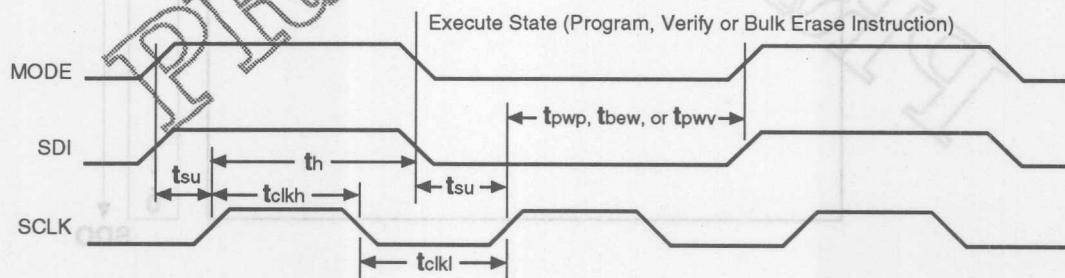 Execute State (Program, Verify or Bulk Erase Instruction)
MODE
tpwp, tbew, or tpwv
SDI
tsu
th
tclkh
tsu
SCLK
tclkl